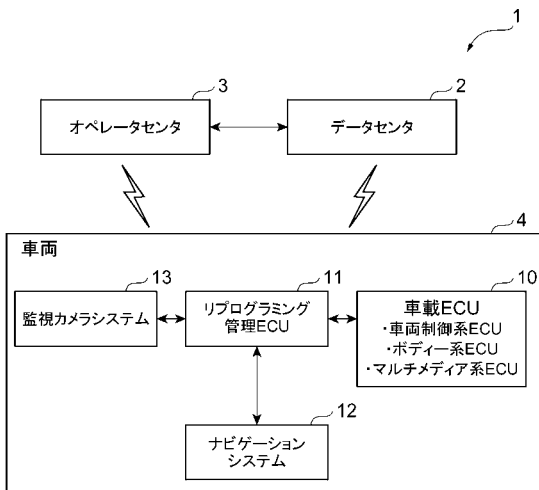 1
3
2
オペレータセンタ
データセンタ
4
車両
13
11
10
監視カメラシステム
リプログラミング
管理ECU
車載ECU
・車両制御系ECU
・ボディー系ECU
・マルチメディア系ECU
12
ナビゲーション
システム